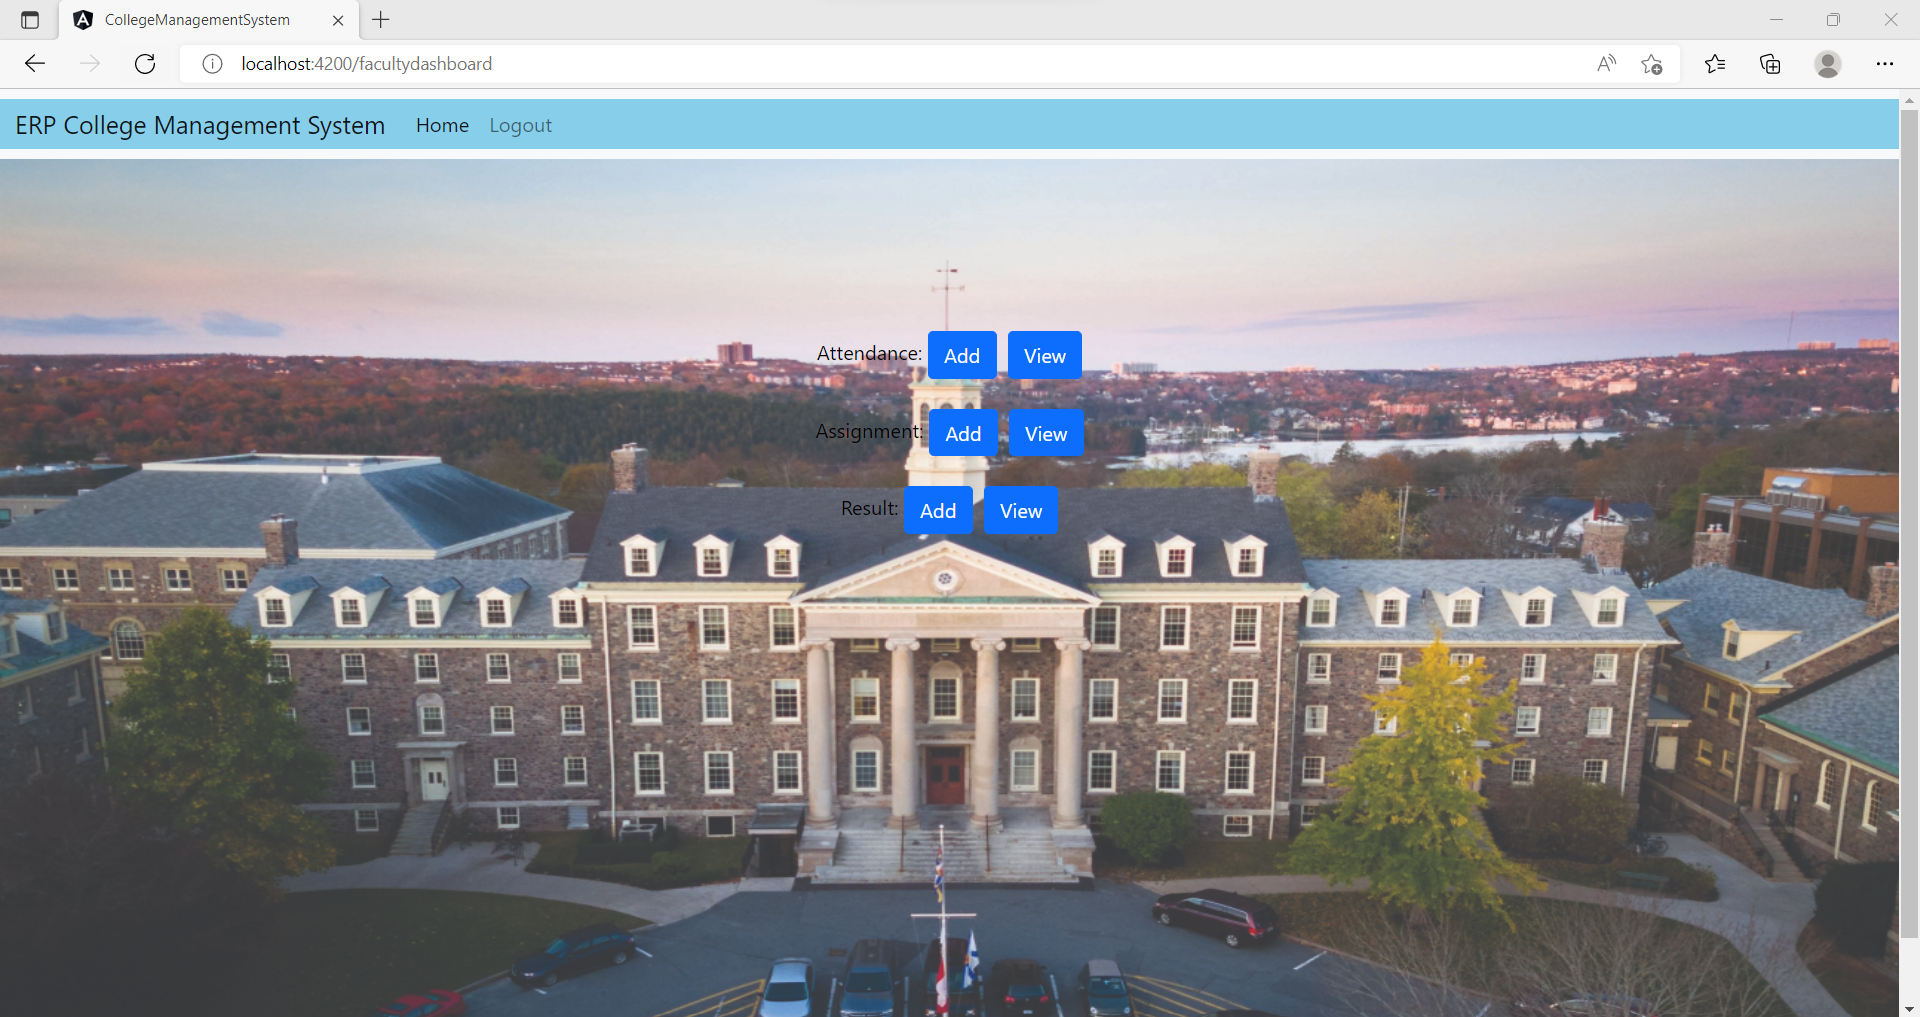 CollegeManagementSystem
localhost:4200/facultydashboard
ERP College Management System Home Logout
Attendance: Add View
Assignment: Add View
Result: Add View